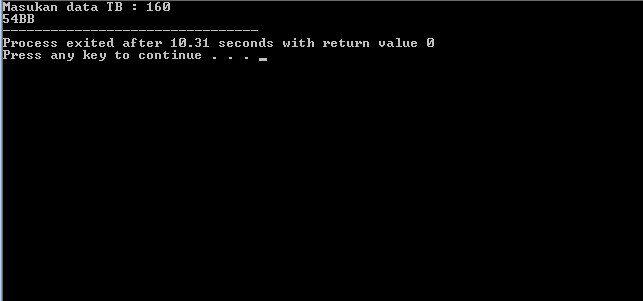 Masukan data TB : 160
54BB
--------------------------------
Process exited after 10.31 seconds with return value 0
Press any key to continue . . .